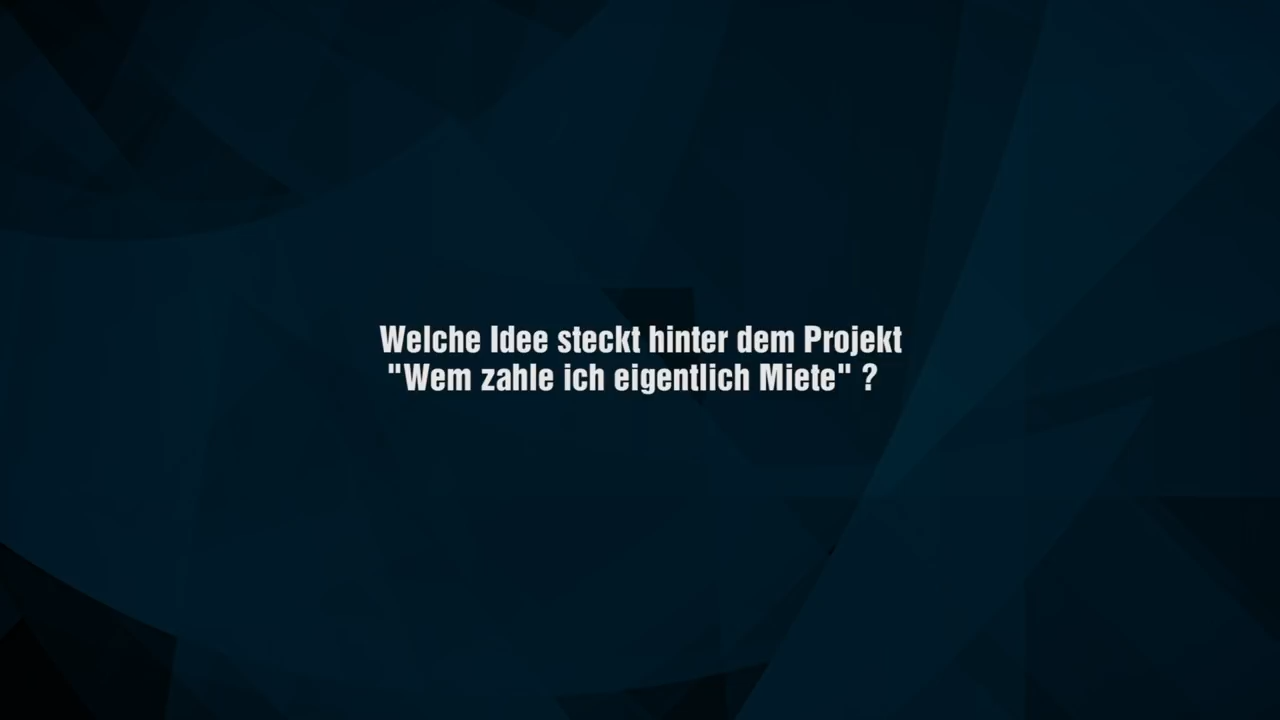 Welche Idee steckt hinter dem Projekt
"Wem zahle ich eigentlich Miete" ?